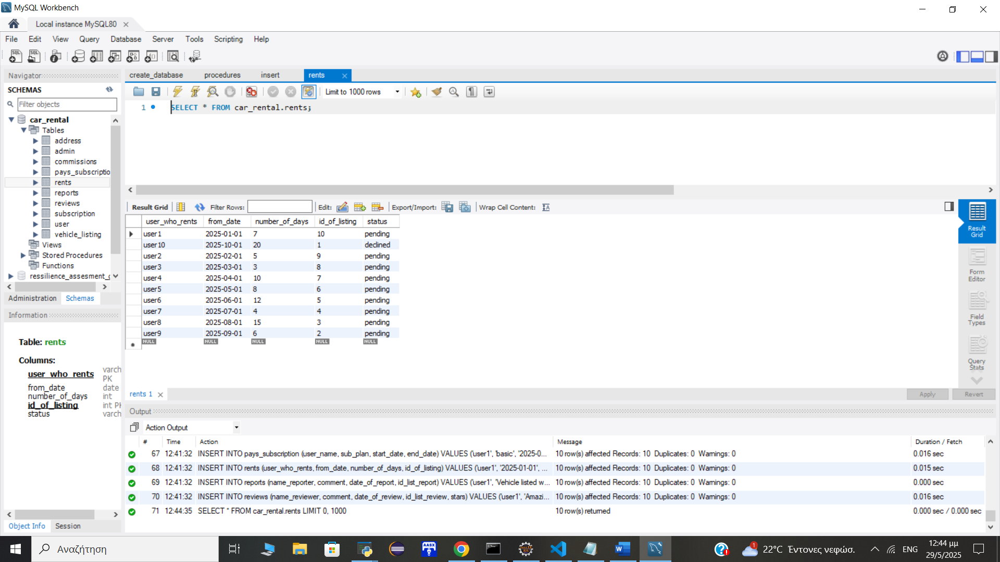 MySQL Workbench
Local instance MySQL80
File Edit View Query Database Server Tools Scripting Help
Navigator
SCHEMAS
Filter objects
car_rental
Tables
address
admin
commissions
pays_subscriptio
rents
reports
reviews
subscription
user
vehicle_listing
Views
Stored Procedures
Functions
ressilience_assesment_c
Administration Schemas
Information
Table: rents
Columns:
user_who_rents varch PK
from_date date
number_of_days int
id_of_listing int PK
status varch
Object Info Session
create_database procedures insert rents
Limit to 1000 rows
1 SELECT * FROM car_rental.rents;
Result Grid Filter Rows: Edit: Export/Import: Wrap Cell Content:
user_who_rents from_date number_of_days id_of_listing status
user1 2025-01-01 7 10 pending
user10 2025-10-01 20 1 declined
user2 2025-02-01 5 9 pending
user3 2025-03-01 3 8 pending
user4 2025-04-01 10 7 pending
user5 2025-05-01 8 6 pending
user6 2025-06-01 12 5 pending
user7 2025-07-01 4 4 pending
user8 2025-08-01 15 3 pending
user9 2025-09-01 6 2 pending
NULL NULL NULL NULL NULL
Result Grid
Form Editor
Field Types
Query Stats
rents 1
Apply Revert
Output
Action Output
# Time Action Message Duration / Fetch
67 12:41:32 INSERT INTO pays_subscription (user_name, sub_plan, start_date, end_date) VALUES ('user1', 'basic', '2025-0... 10 row(s) affected Records: 10 Duplicates: 0 Warnings: 0 0.016 sec
68 12:41:32 INSERT INTO rents (user_who_rents, from_date, number_of_days, id_of_listing) VALUES ('user1', '2025-01-01', ... 10 row(s) affected Records: 10 Duplicates: 0 Warnings: 0 0.015 sec
69 12:41:32 INSERT INTO reports (name_reporter, comment, date_of_report, id_list_report) VALUES ('user1', 'Vehicle listed w... 10 row(s) affected Records: 10 Duplicates: 0 Warnings: 0 0.000 sec
70 12:41:32 INSERT INTO reviews (name_reviewer, comment, date_of_review, id_list_review, stars) VALUES ('user1', 'Amazi... 10 row(s) affected Records: 10 Duplicates: 0 Warnings: 0 0.016 sec
71 12:44:35 SELECT * FROM car_rental.rents LIMIT 0, 1000 10 row(s) returned 0.000 sec / 0.000 sec
Αναζήτηση
AASX
1
22°C Έντονες νεφώσ.
ENG
12:44 μμ
29/5/2025